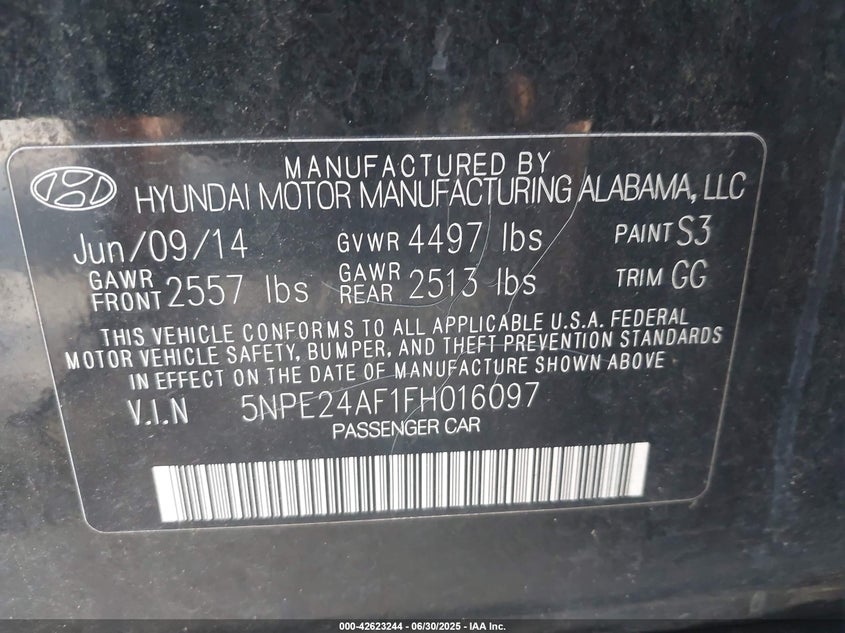 MANUFACTURED BY
HYUNDAI MOTOR MANUFACTURING ALABAMA, LLC
Jun/09/14 GVWR 4497 lbs PAINT S3
GAWR FRONT 2557 lbs GAWR REAR 2513 lbs TRIM GG
THIS VEHICLE CONFORMS TO ALL APPLICABLE U.S.A. FEDERAL
MOTOR VEHICLE SAFETY, BUMPER, AND THEFT PREVENTION STANDARDS
IN EFFECT ON THE DATE OF MANUFACTURE SHOWN ABOVE
V.I.N 5NPE24AF1FH016097
PASSENGER CAR
000-42623244 - 06/30/2025 - IAA Inc.